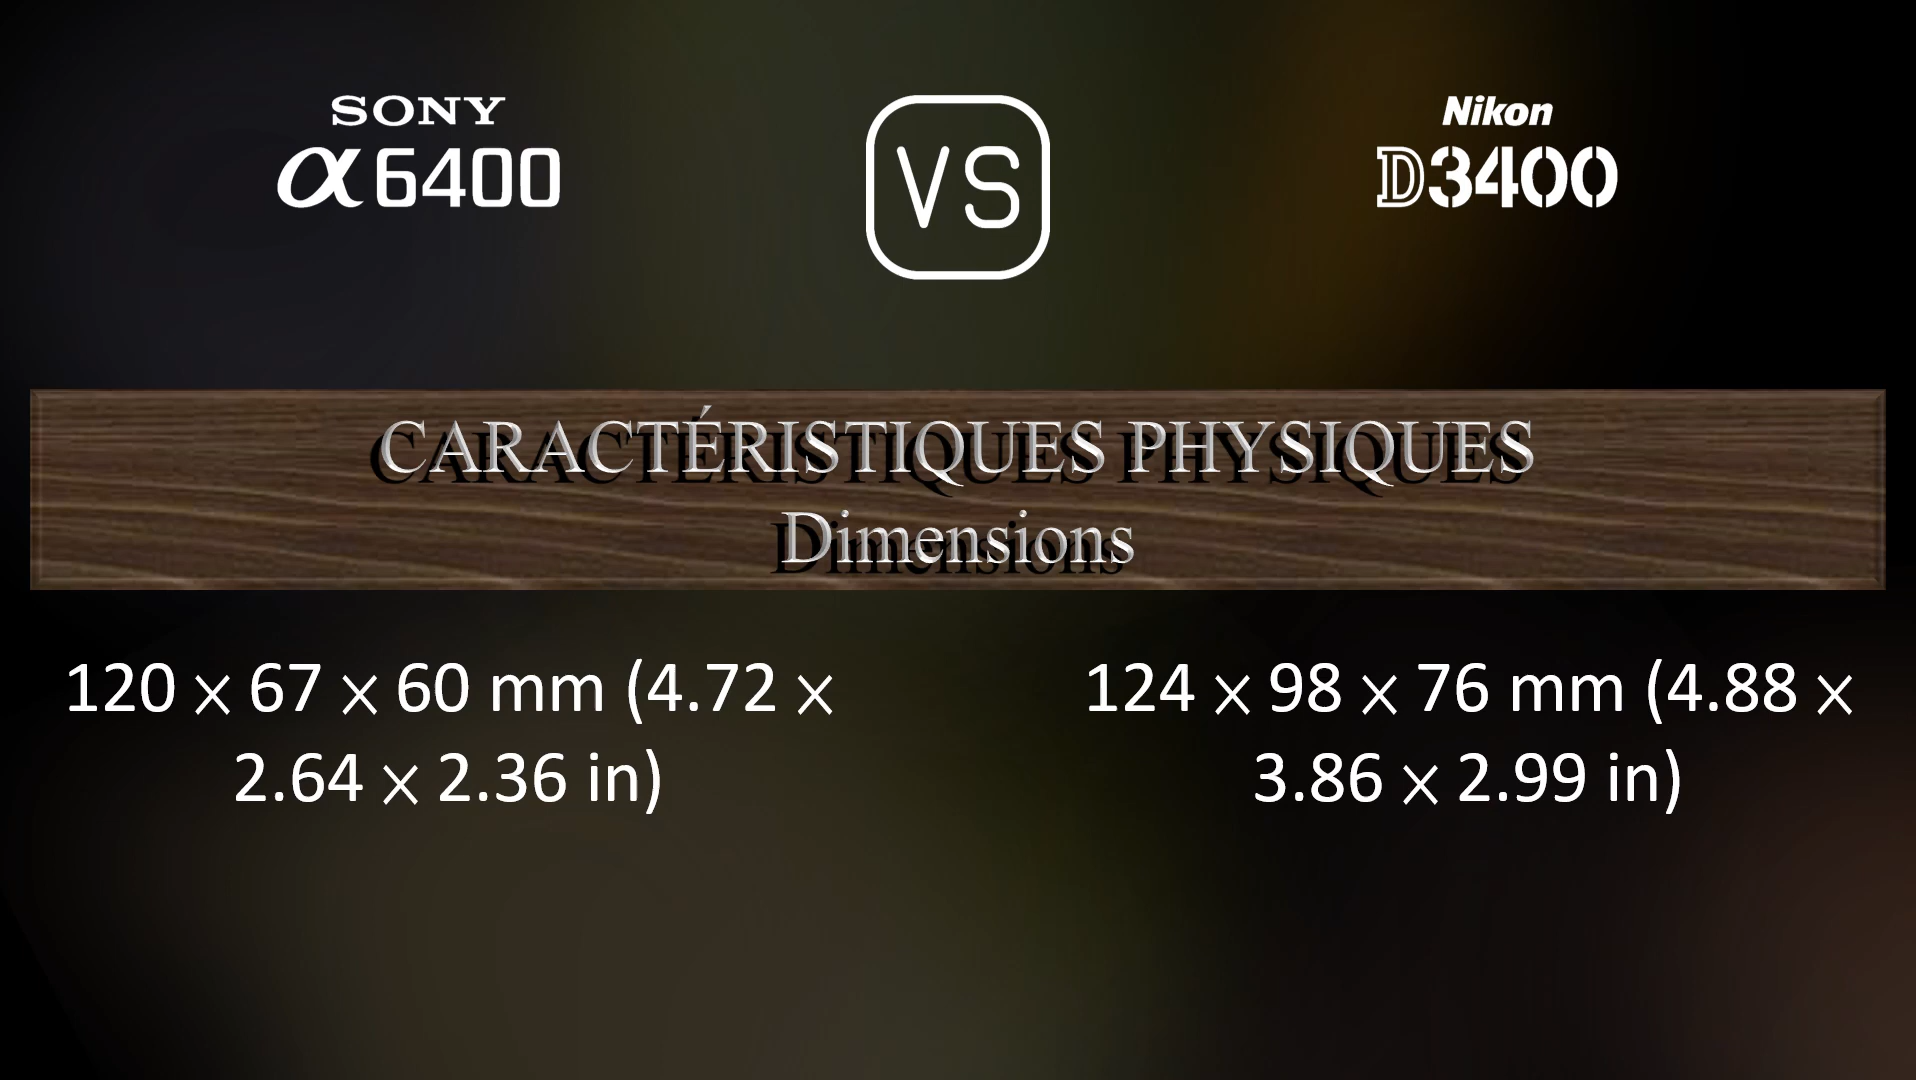 SONY
α6400
VS
Nikon
D3400
CARACTÉRISTIQUES PHYSIQUES
Dimensions
120 x 67 x 60 mm (4.72 x
2.64 x 2.36 in)
124 x 98 x 76 mm (4.88 x
3.86 x 2.99 in)